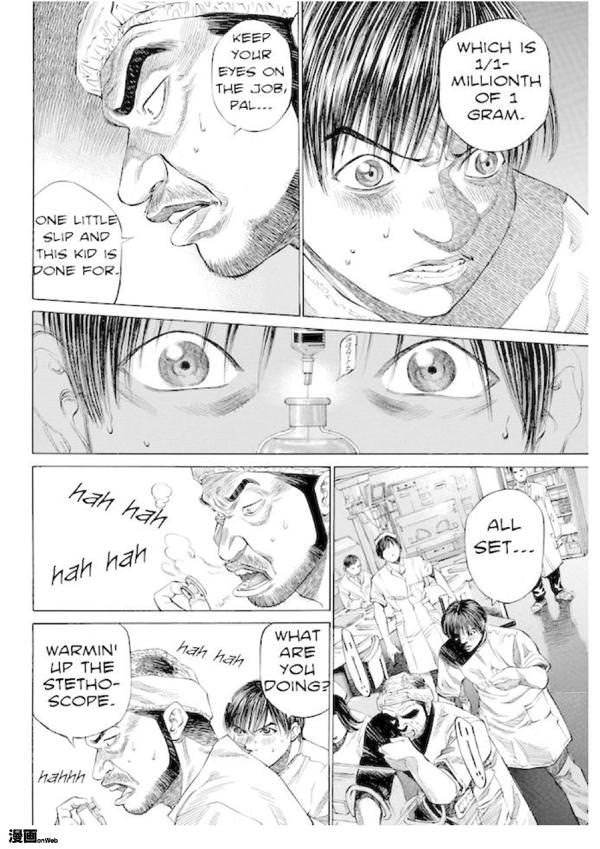 WHICH IS
1/1-
MILLIONTH
OF 1
GRAM.
KEEP
YOUR
EYES ON
THE JOB,
PAL...
ONE LITTLE
SLIP AND
THIS KID IS
DONE FOR.
ALL
SET...
hah hah
hah hah
WHAT
ARE
YOU
DOING?
hah hah
WARMIN'
UP THE
STETHO-
SCOPE.
hahhh
漫画 on Web